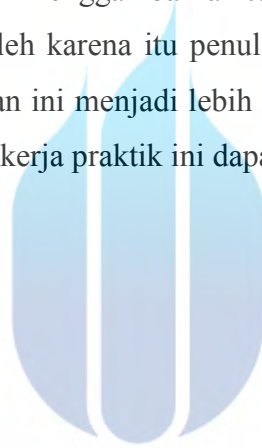 leh karena itu penul
an ini menjadi lebih
kerja praktik ini dapa